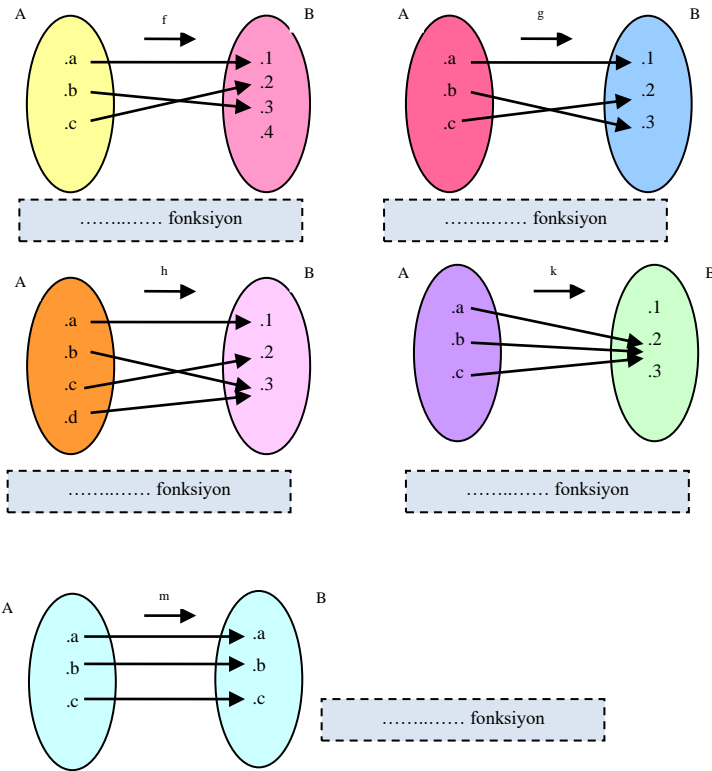 A f B
.a .1
.b .2
.c .3
.4
……..…… fonksiyon
A g B
.a .1
.b .2
.c .3
……..…… fonksiyon
A h B
.a .1
.b .2
.c .3
.d
……..…… fonksiyon
A k B
.a .1
.b .2
.c .3
……..…… fonksiyon
A m B
.a .a
.b .b
.c .c
……..…… fonksiyon